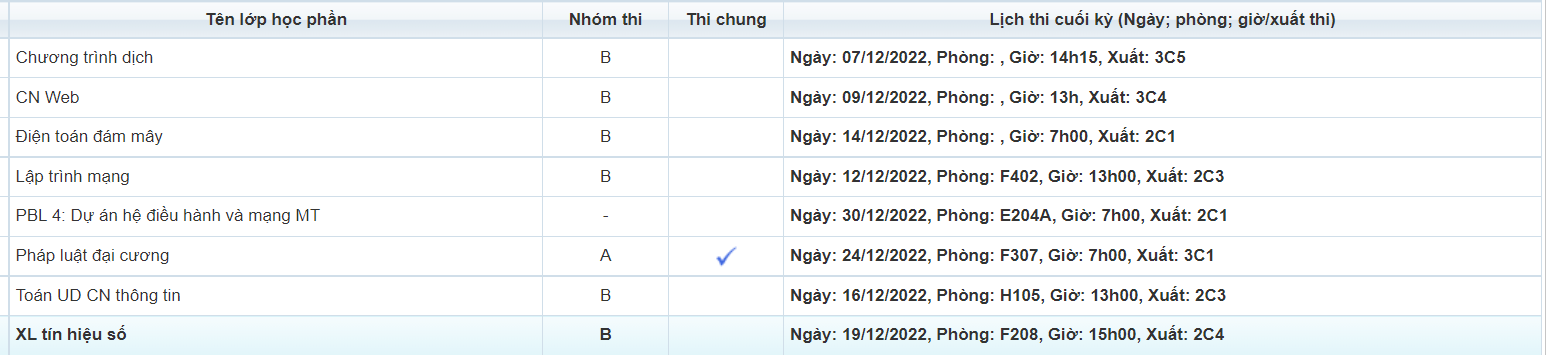 Tên lớp học phần Nhóm thi Thi chung Lịch thi cuối kỳ (Ngày; phòng; giờ/xuất thi)
Chương trình dịch B Ngày: 07/12/2022, Phòng: , Giờ: 14h15, Xuất: 3C5
CN Web B Ngày: 09/12/2022, Phòng: , Giờ: 13h, Xuất: 3C4
Điện toán đám mây B Ngày: 14/12/2022, Phòng: , Giờ: 7h00, Xuất: 2C1
Lập trình mạng B Ngày: 12/12/2022, Phòng: F402, Giờ: 13h00, Xuất: 2C3
PBL 4: Dự án hệ điều hành và mạng MT - Ngày: 30/12/2022, Phòng: E204A, Giờ: 7h00, Xuất: 2C1
Pháp luật đại cương A Ngày: 24/12/2022, Phòng: F307, Giờ: 7h00, Xuất: 3C1
Toán UD CN thông tin B Ngày: 16/12/2022, Phòng: H105, Giờ: 13h00, Xuất: 2C3
XL tín hiệu số B Ngày: 19/12/2022, Phòng: F208, Giờ: 15h00, Xuất: 2C4